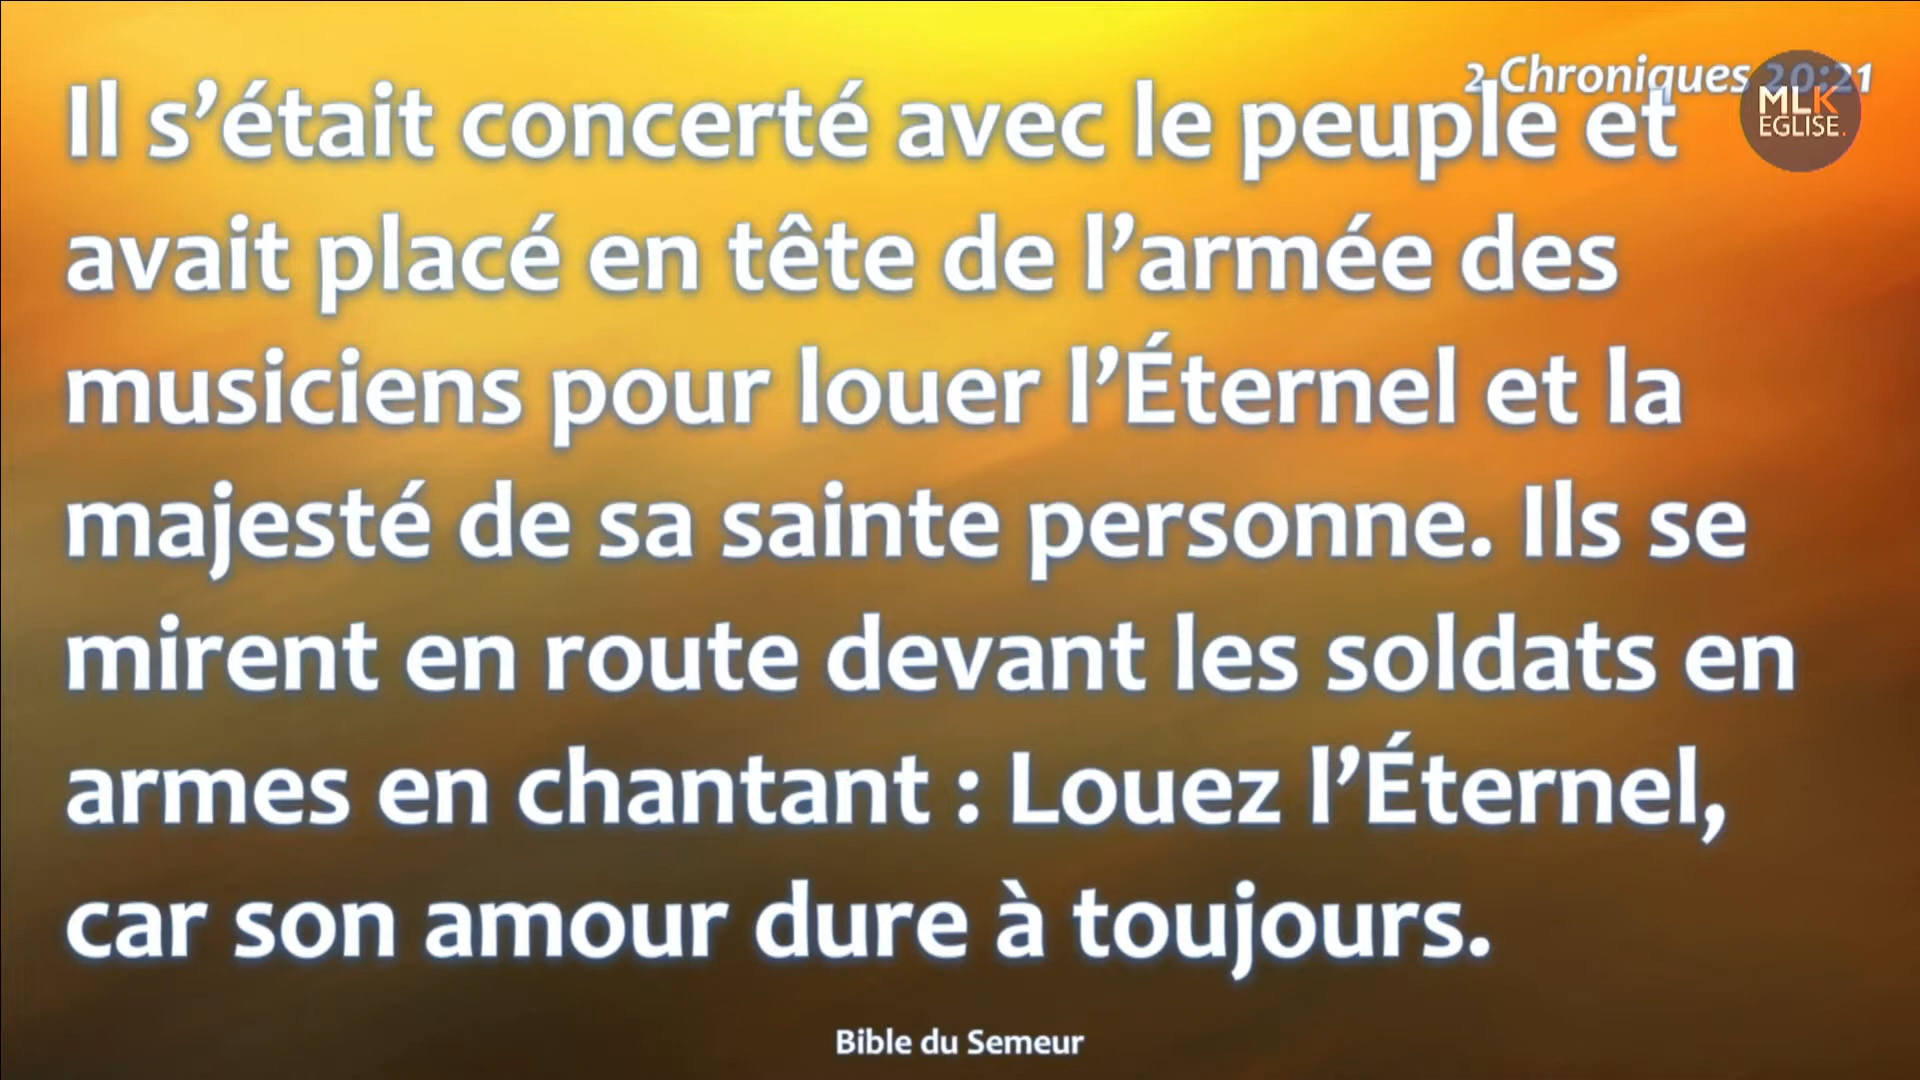 2 Chroniques 20:21
MLK
EGLISE.
Il s’était concerté avec le peuple et
avait placé en tête de l’armée des
musiciens pour louer l’Éternel et la
majesté de sa sainte personne. Ils se
mirent en route devant les soldats en
armes en chantant : Louez l’Éternel,
car son amour dure à toujours.
Bible du Semeur